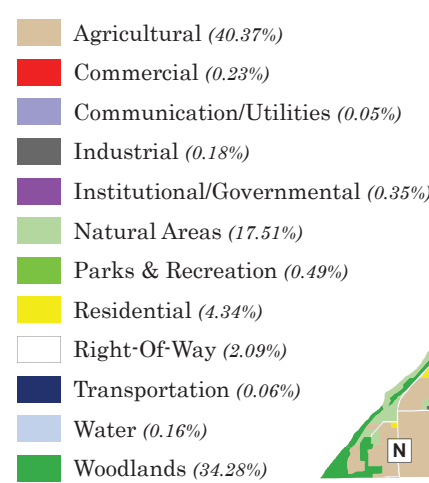 Agricultural (40.37%)
Commercial (0.23%)
Communication/Utilities (0.05%)
Industrial (0.18%)
Institutional/Governmental (0.35%)
Natural Areas (17.51%)
Parks & Recreation (0.49%)
Residential (4.34%)
Right-Of-Way (2.09%)
Transportation (0.06%)
Water (0.16%)
Woodlands (34.28%)
N